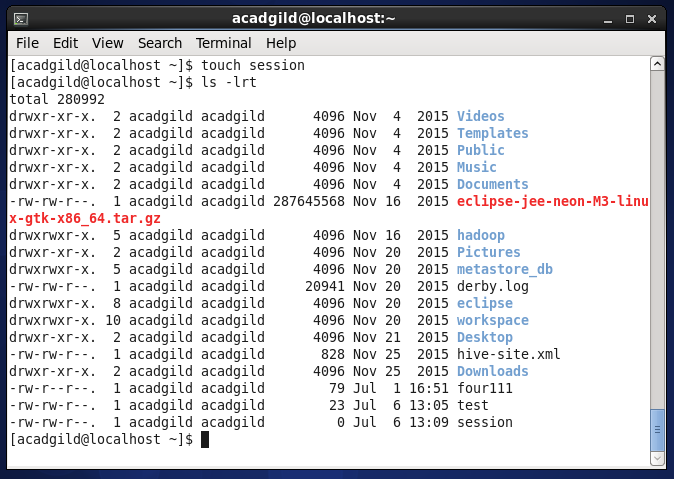 acadgild@localhost:~
File Edit View Search Terminal Help
[acadgild@localhost ~]$ touch session
[acadgild@localhost ~]$ ls -lrt
total 280992
drwxr-xr-x.  2 acadgild acadgild      4096 Nov  4  2015 Videos
drwxr-xr-x.  2 acadgild acadgild      4096 Nov  4  2015 Templates
drwxr-xr-x.  2 acadgild acadgild      4096 Nov  4  2015 Public
drwxr-xr-x.  2 acadgild acadgild      4096 Nov  4  2015 Music
drwxr-xr-x.  2 acadgild acadgild      4096 Nov  4  2015 Documents
-rw-rw-r--.  1 acadgild acadgild 287645568 Nov 16  2015 eclipse-jee-neon-M3-linu
x-gtk-x86_64.tar.gz
drwxrwxr-x.  5 acadgild acadgild      4096 Nov 16  2015 hadoop
drwxr-xr-x.  2 acadgild acadgild      4096 Nov 20  2015 Pictures
drwxrwxr-x.  5 acadgild acadgild      4096 Nov 20  2015 metastore_db
-rw-rw-r--.  1 acadgild acadgild     20941 Nov 20  2015 derby.log
drwxrwxr-x.  8 acadgild acadgild      4096 Nov 20  2015 eclipse
drwxrwxr-x. 10 acadgild acadgild      4096 Nov 20  2015 workspace
drwxr-xr-x.  2 acadgild acadgild      4096 Nov 21  2015 Desktop
-rw-rw-r--.  1 acadgild acadgild       828 Nov 25  2015 hive-site.xml
drwxr-xr-x.  2 acadgild acadgild      4096 Nov 25  2015 Downloads
-rw-r--r--.  1 acadgild acadgild        79 Jul  1 16:51 four111
-rw-rw-r--.  1 acadgild acadgild        23 Jul  6 13:05 test
-rw-rw-r--.  1 acadgild acadgild         0 Jul  6 13:09 session
[acadgild@localhost ~]$